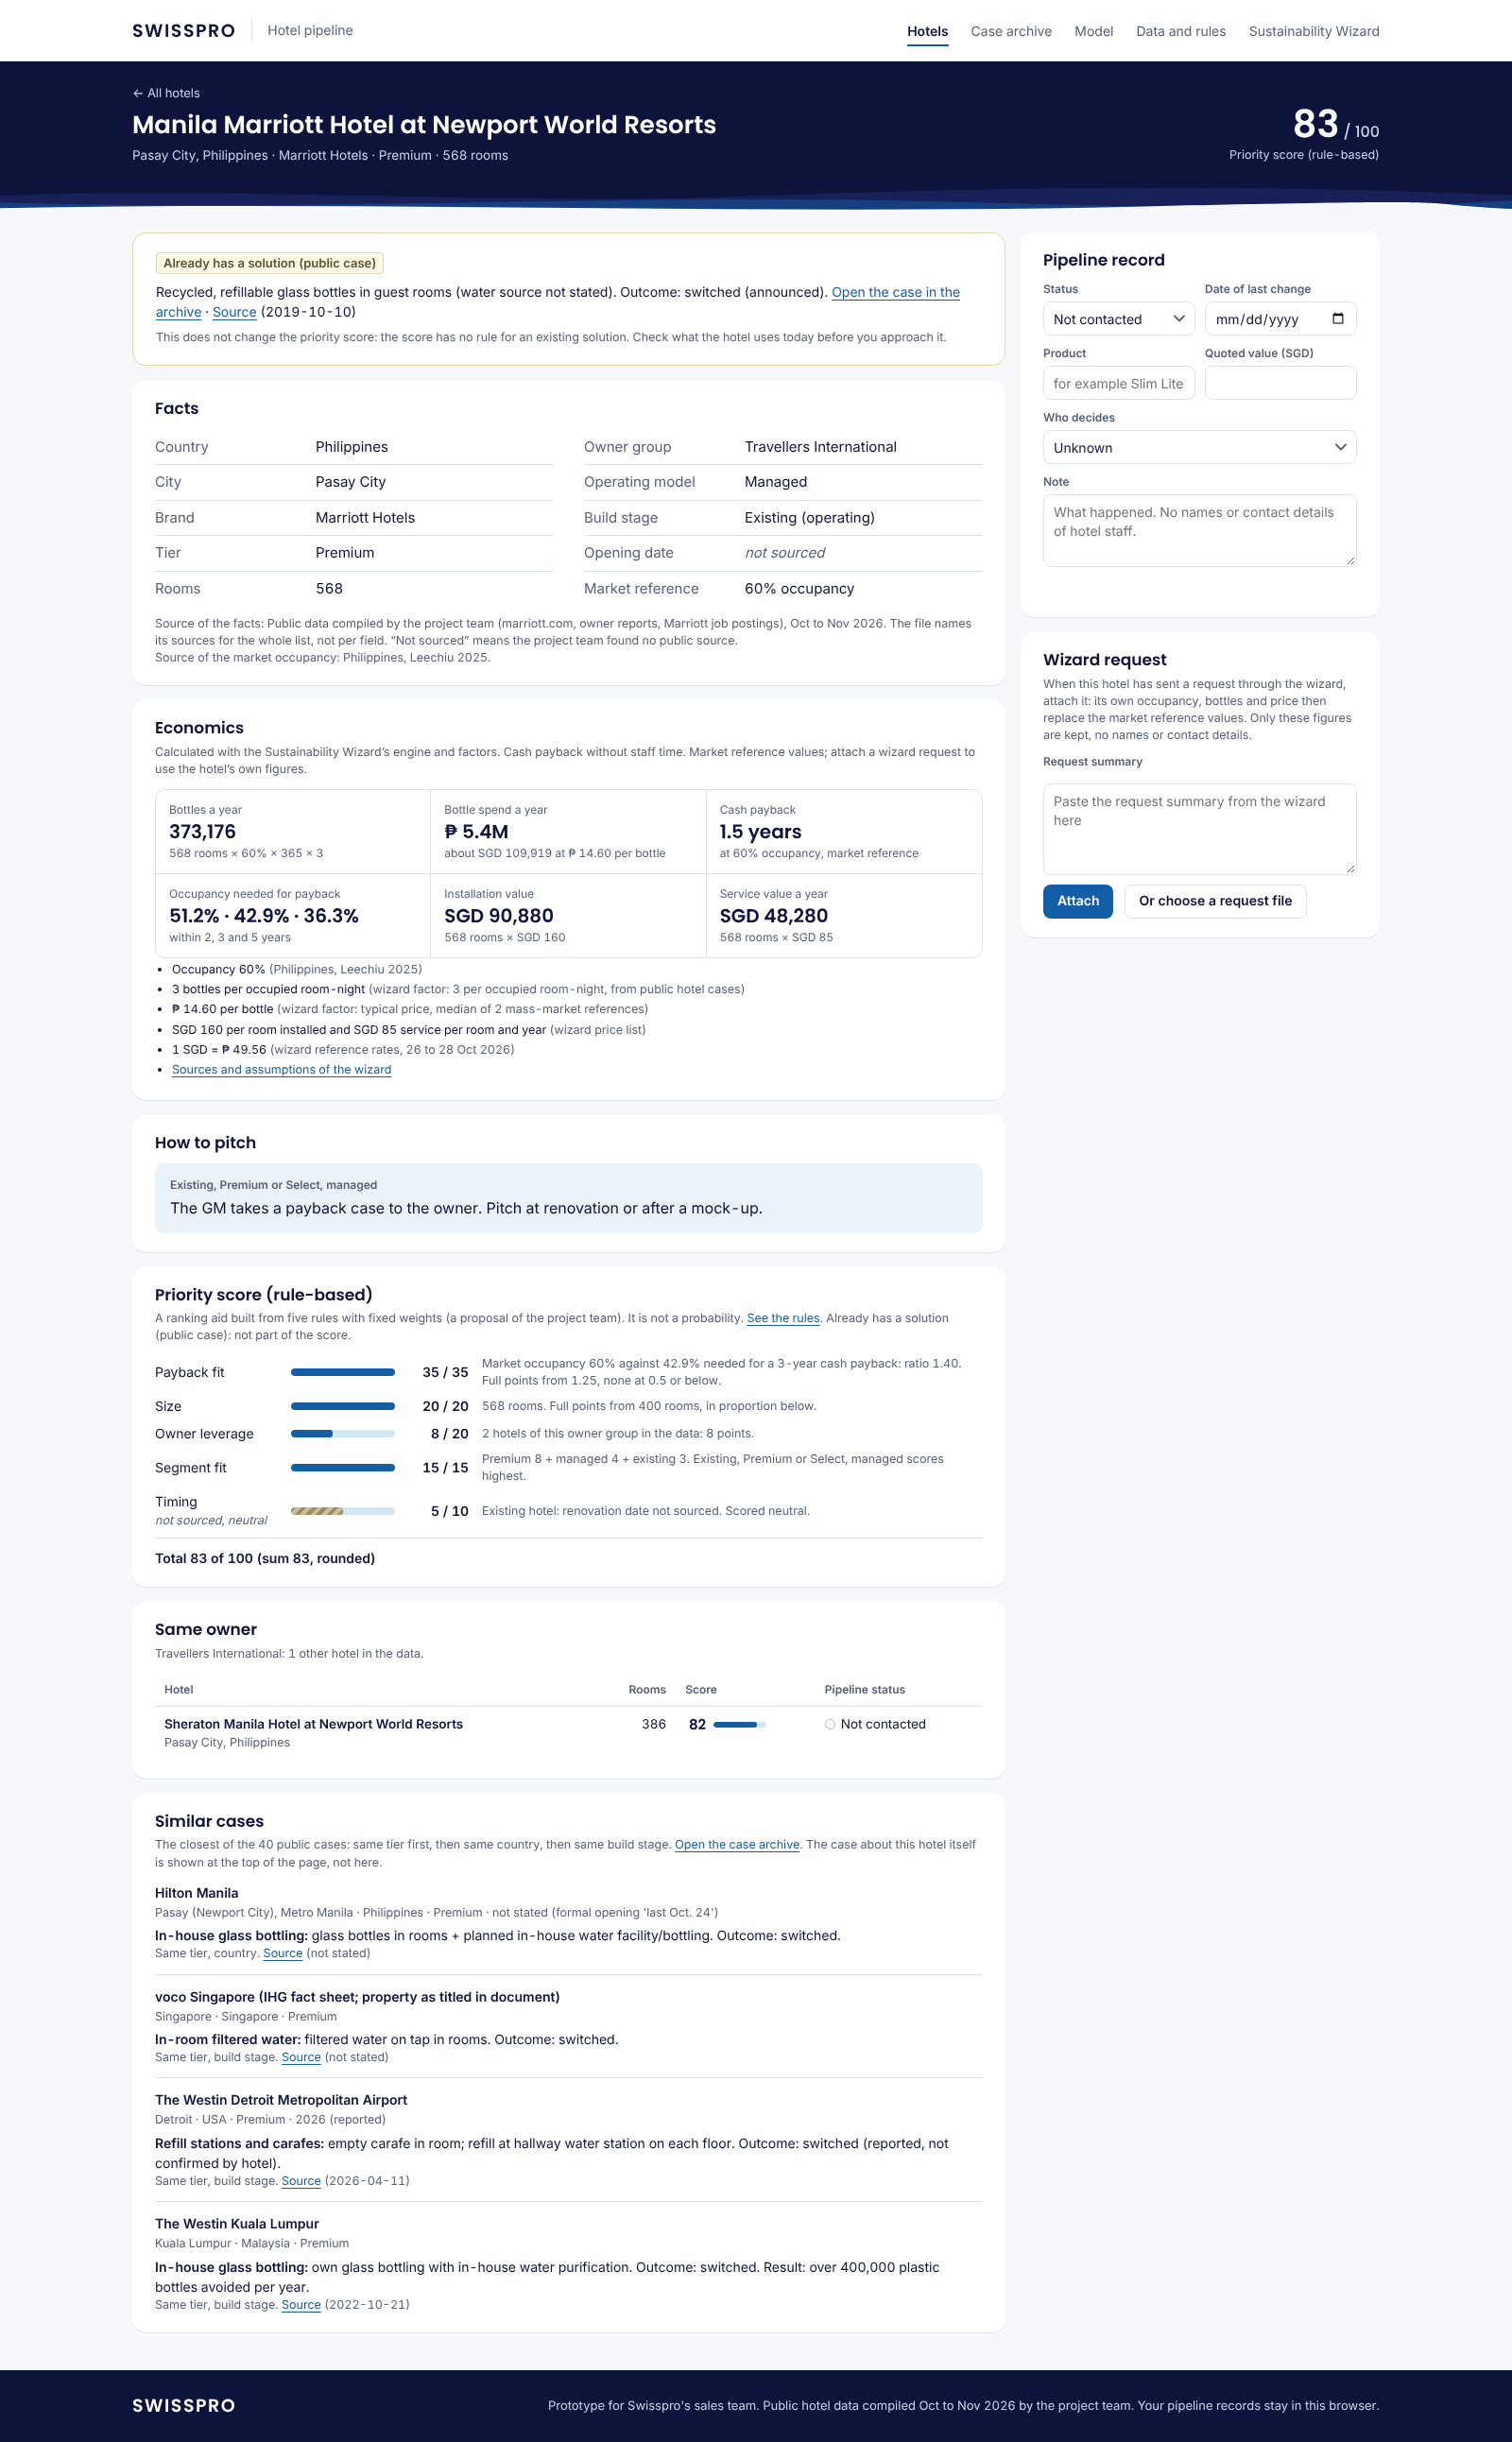 SWISSPRO
Hotel pipeline
Hotels
Case archive
Model
Data and rules
Sustainability Wizard
← All hotels
Manila Marriott Hotel at Newport World Resorts
Pasay City, Philippines · Marriott Hotels · Premium · 568 rooms
83 / 100
Priority score (rule-based)
Already has a solution (public case)
Recycled, refillable glass bottles in guest rooms (water source not stated). Outcome: switched (announced). Open the case in the
archive · Source (2019-10-10)
This does not change the priority score: the score has no rule for an existing solution. Check what the hotel uses today before you approach it.
Facts
Country Philippines
City Pasay City
Brand Marriott Hotels
Tier Premium
Rooms 568
Owner group Travellers International
Operating model Managed
Build stage Existing (operating)
Opening date not sourced
Market reference 60% occupancy
Source of the facts: Public data compiled by the project team (marriott.com, owner reports, Marriott job postings), Oct to Nov 2026. The file names
its sources for the whole list, not per field. “Not sourced” means the project team found no public source.
Source of the market occupancy: Philippines, Leechiu 2025.
Economics
Calculated with the Sustainability Wizard’s engine and factors. Cash payback without staff time. Market reference values; attach a wizard request to
use the hotel’s own figures.
Bottles a year
373,176
568 rooms × 60% × 365 × 3
Bottle spend a year
₱ 5.4M
about SGD 109,919 at ₱ 14.60 per bottle
Cash payback
1.5 years
at 60% occupancy, market reference
Occupancy needed for payback
51.2% · 42.9% · 36.3%
within 2, 3 and 5 years
Installation value
SGD 90,880
568 rooms × SGD 160
Service value a year
SGD 48,280
568 rooms × SGD 85
• Occupancy 60% (Philippines, Leechiu 2025)
• 3 bottles per occupied room-night (wizard factor: 3 per occupied room-night, from public hotel cases)
• ₱ 14.60 per bottle (wizard factor: typical price, median of 2 mass-market references)
• SGD 160 per room installed and SGD 85 service per room and year (wizard price list)
• 1 SGD = ₱ 49.56 (wizard reference rates, 26 to 28 Oct 2026)
• Sources and assumptions of the wizard
How to pitch
Existing, Premium or Select, managed
The GM takes a payback case to the owner. Pitch at renovation or after a mock-up.
Priority score (rule-based)
A ranking aid built from five rules with fixed weights (a proposal of the project team). It is not a probability. See the rules. Already has a solution
(public case): not part of the score.
Payback fit 35 / 35
Market occupancy 60% against 42.9% needed for a 3-year cash payback: ratio 1.40.
Full points from 1.25, none at 0.5 or below.
Size 20 / 20 568 rooms. Full points from 400 rooms, in proportion below.
Owner leverage 8 / 20 2 hotels of this owner group in the data: 8 points.
Segment fit 15 / 15
Premium 8 + managed 4 + existing 3. Existing, Premium or Select, managed scores
highest.
Timing
not sourced, neutral
5 / 10 Existing hotel: renovation date not sourced. Scored neutral.
Total 83 of 100 (sum 83, rounded)
Same owner
Travellers International: 1 other hotel in the data.
Hotel Rooms Score Pipeline status
Sheraton Manila Hotel at Newport World Resorts 386 82 Not contacted
Pasay City, Philippines
Similar cases
The closest of the 40 public cases: same tier first, then same country, then same build stage. Open the case archive. The case about this hotel itself
is shown at the top of the page, not here.
Hilton Manila
Pasay (Newport City), Metro Manila · Philippines · Premium · not stated (formal opening 'last Oct. 24')
In-house glass bottling: glass bottles in rooms + planned in-house water facility/bottling. Outcome: switched.
Same tier, country. Source (not stated)
voco Singapore (IHG fact sheet; property as titled in document)
Singapore · Singapore · Premium
In-room filtered water: filtered water on tap in rooms. Outcome: switched.
Same tier, build stage. Source (not stated)
The Westin Detroit Metropolitan Airport
Detroit · USA · Premium · 2026 (reported)
Refill stations and carafes: empty carafe in room; refill at hallway water station on each floor. Outcome: switched (reported, not
confirmed by hotel).
Same tier, build stage. Source (2026-04-11)
The Westin Kuala Lumpur
Kuala Lumpur · Malaysia · Premium
In-house glass bottling: own glass bottling with in-house water purification. Outcome: switched. Result: over 400,000 plastic
bottles avoided per year.
Same tier, build stage. Source (2022-10-21)
Pipeline record
Status
Not contacted
Date of last change
mm/dd/yyyy
Product
for example Slim Lite
Quoted value (SGD)
Who decides
Unknown
Note
What happened. No names or contact details
of hotel staff.
Wizard request
When this hotel has sent a request through the wizard,
attach it: its own occupancy, bottles and price then
replace the market reference values. Only these figures
are kept, no names or contact details.
Request summary
Paste the request summary from the wizard
here
Attach
Or choose a request file
SWISSPRO
Prototype for Swisspro's sales team. Public hotel data compiled Oct to Nov 2026 by the project team. Your pipeline records stay in this browser.